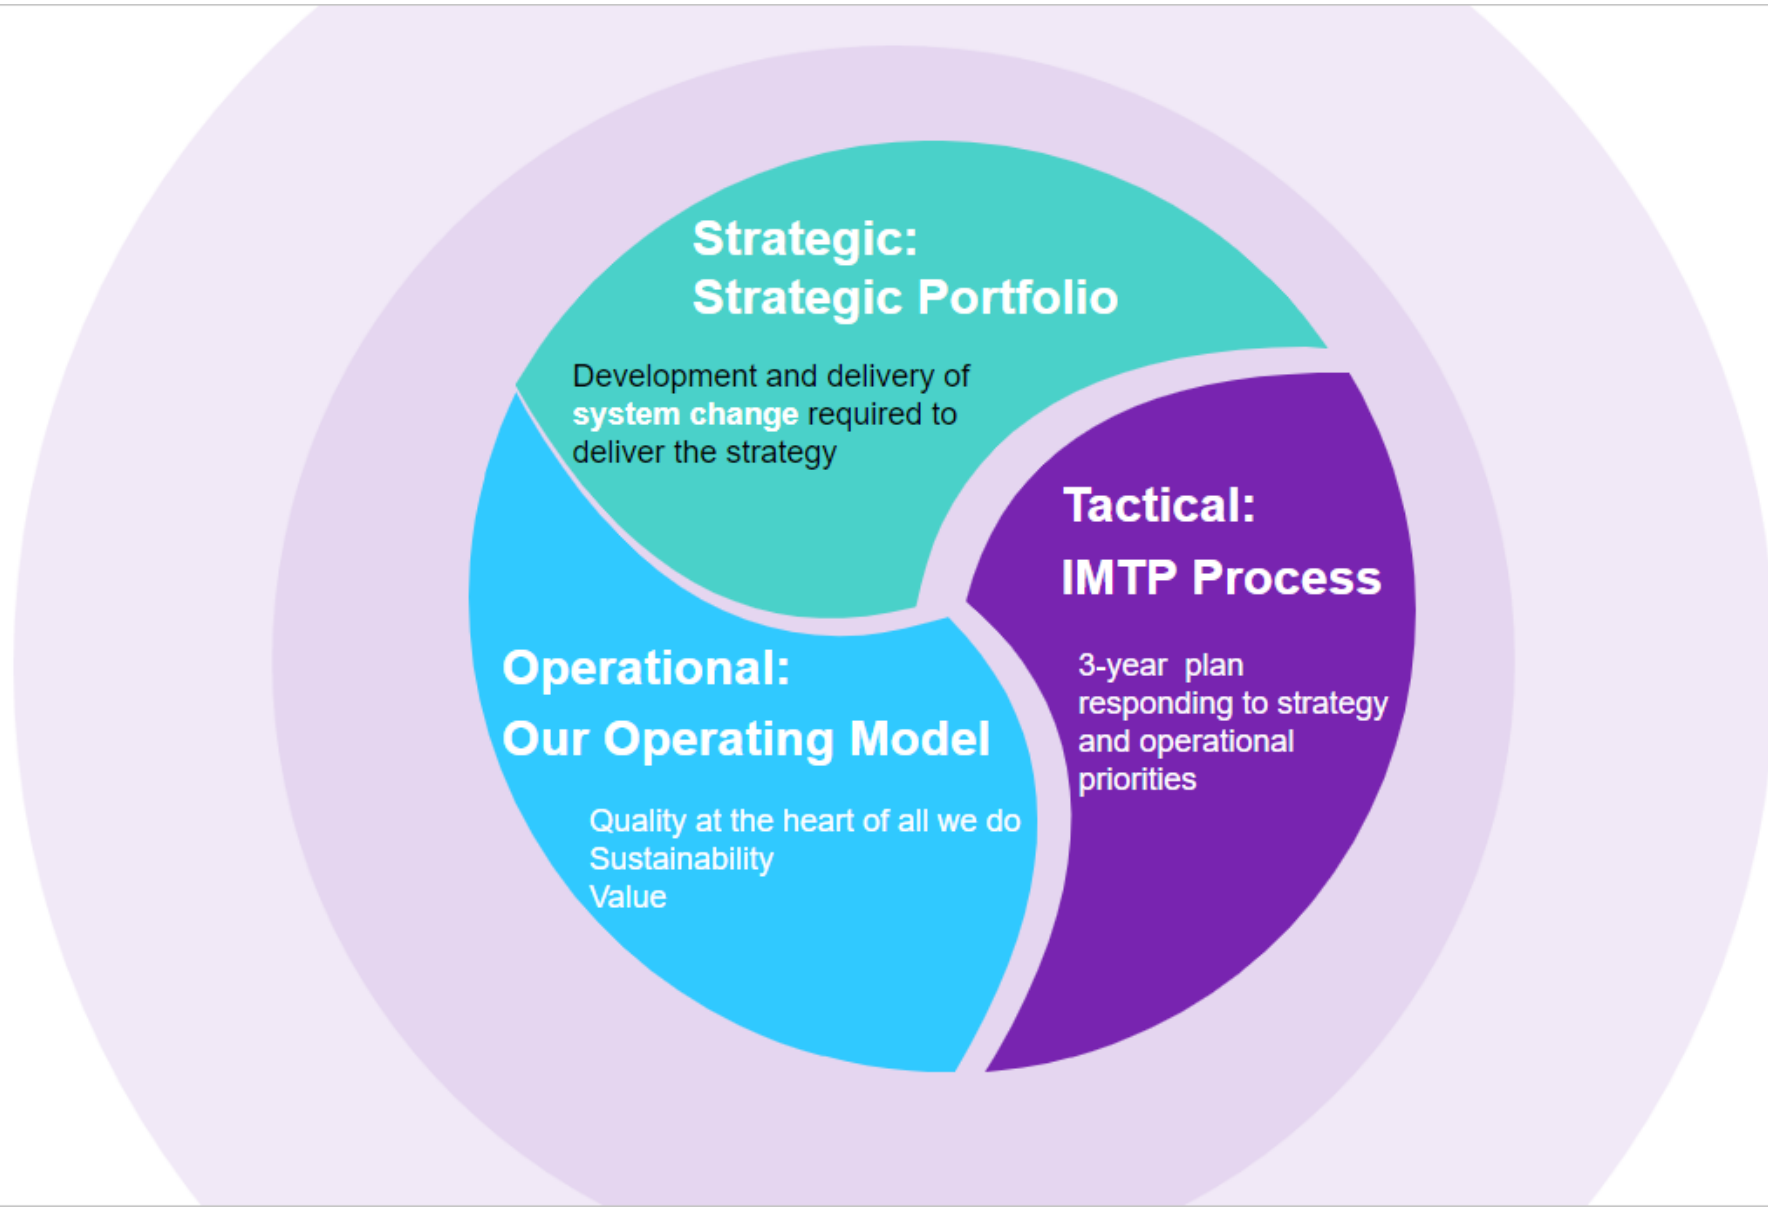 Strategic:
Strategic Portfolio
Development and delivery of
system change required to
deliver the strategy
Tactical:
IMTP Process
3-year  plan
responding to strategy
and operational
priorities
Operational:
Our Operating Model
Quality at the heart of all we do
Sustainability
Value